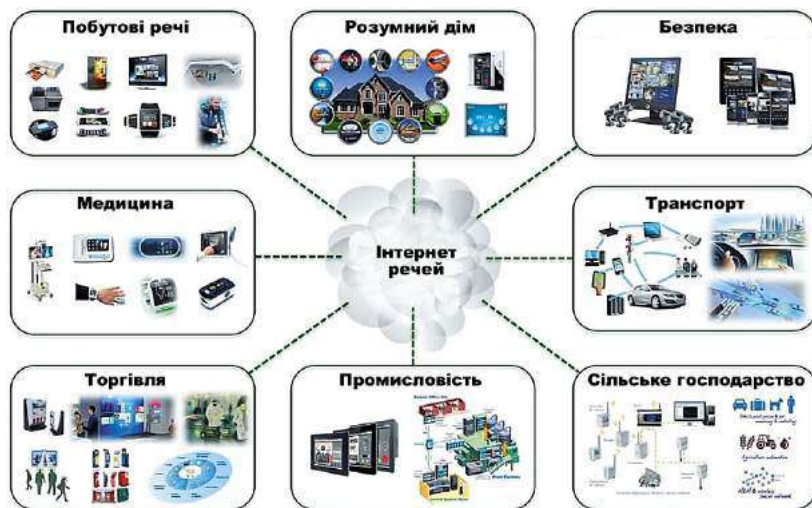 Побутові речі
Розумний дім
Безпека
Медицина
Інтернет
речей
Транспорт
Торгівля
Промисловість
Сільське господарство